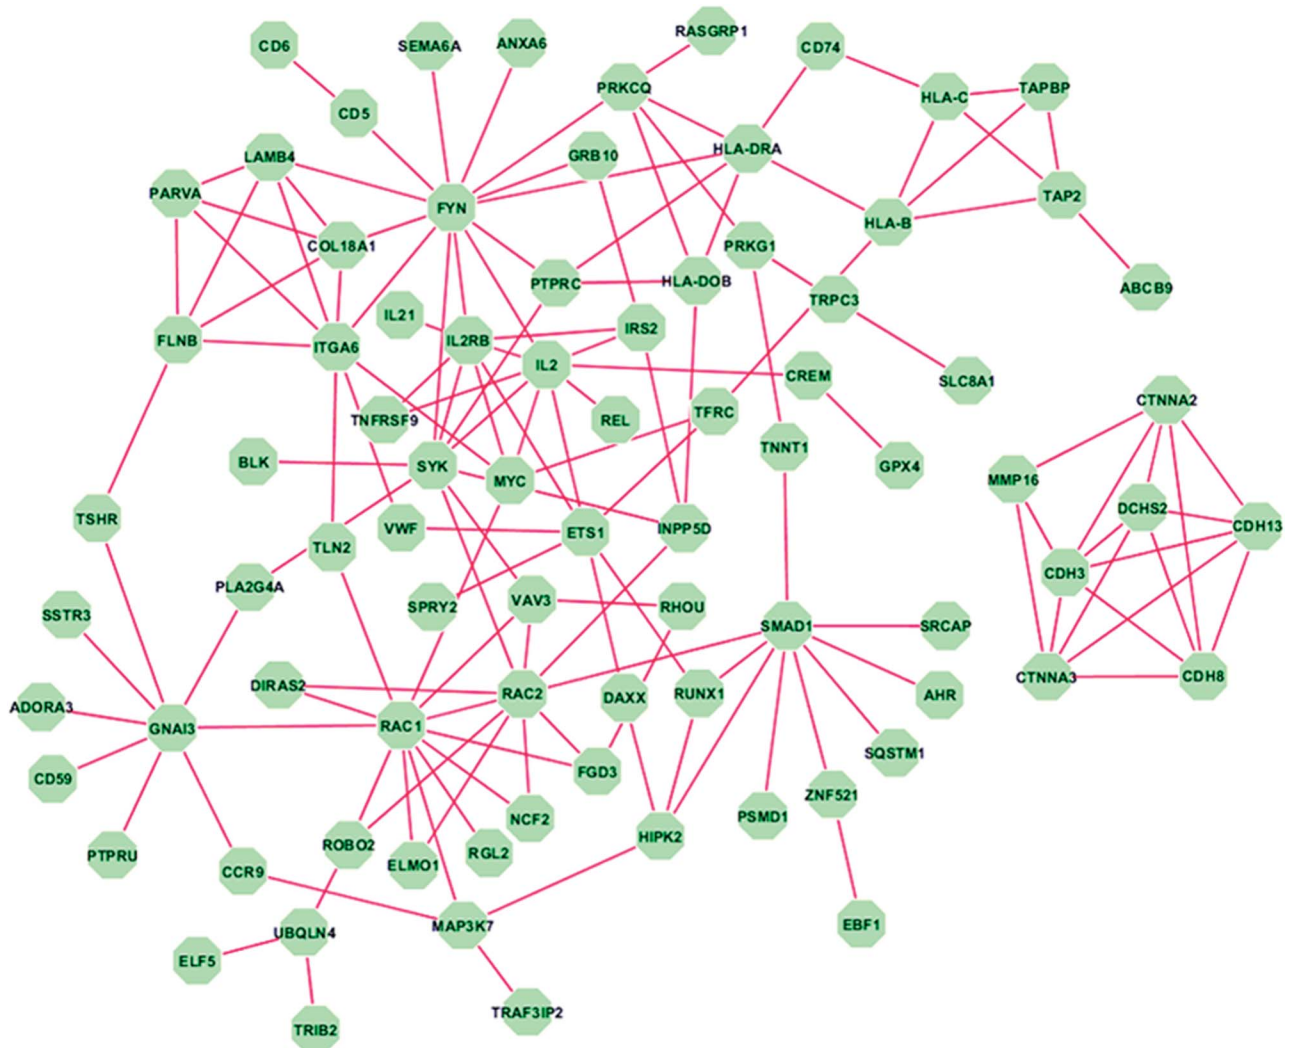 RASGRP1
CD6
SEMA6A
ANXA6
CD74
PRKCQ
HLA-C
TAPBP
CD5
LAMB4
GRB10
HLA-DRA
PARVA
TAP2
FYN
HLA-B
COL18A1
PRKG1
PTPRC
HLA-DOB
ABCB9
TRPC3
IL21
IRS2
FLNB
ITGA6
IL2RB
IL2
CREM
SLC8A1
CTNNA2
TNFRSF9
REL
TFRC
TNNT1
BLK
SYK
MYC
GPX4
MMP16
DCHS2
TSHR
VWF
ETS1
INPP5D
CDH13
TLN2
CDH3
PLA2G4A
SSTR3
SPRY2
VAV3
RHOU
SMAD1
SRCAP
CTNNA3
CDH8
DIRAS2
RAC2
DAXX
RUNX1
AHR
ADORA3
GNAI3
RAC1
SQSTM1
CD59
FGD3
ZNF521
NCF2
PSMD1
HIPK2
ROBO2
PTPRU
RGL2
ELMO1
CCR9
EBF1
MAP3K7
UBQLN4
ELF5
TRAF3IP2
TRIB2